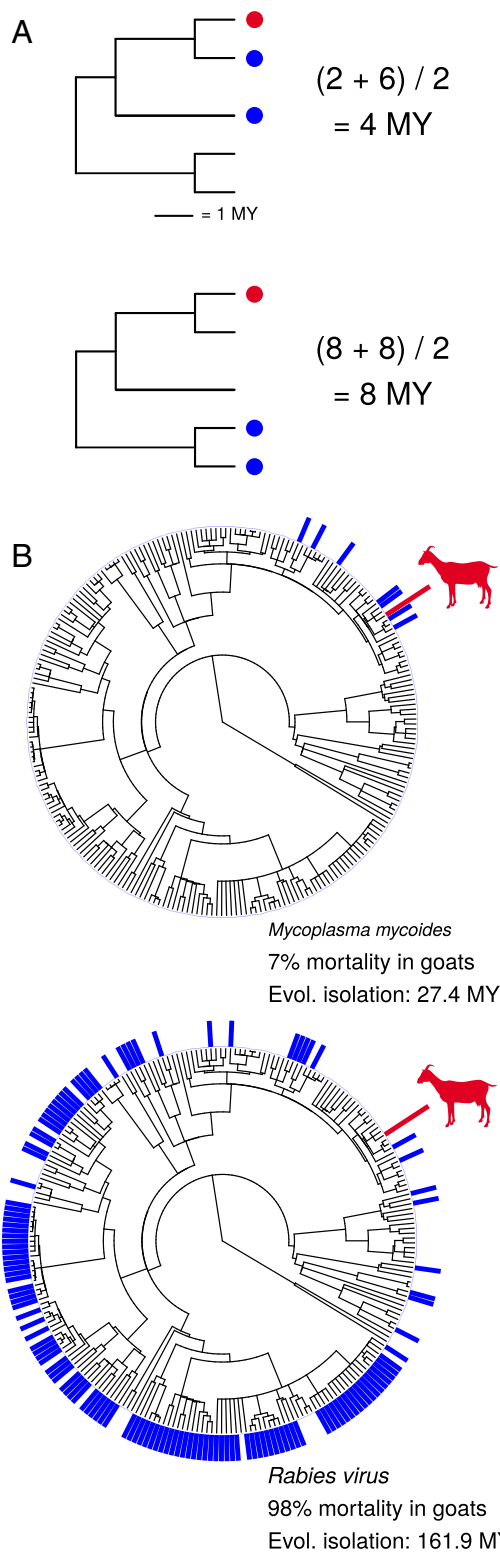 A
(2 + 6) / 2
= 4 MY
= 1 MY
(8 + 8) / 2
= 8 MY
B
Mycoplasma mycoides
7% mortality in goats
Evol. isolation: 27.4 MY
Rabies virus
98% mortality in goats
Evol. isolation: 161.9 MY